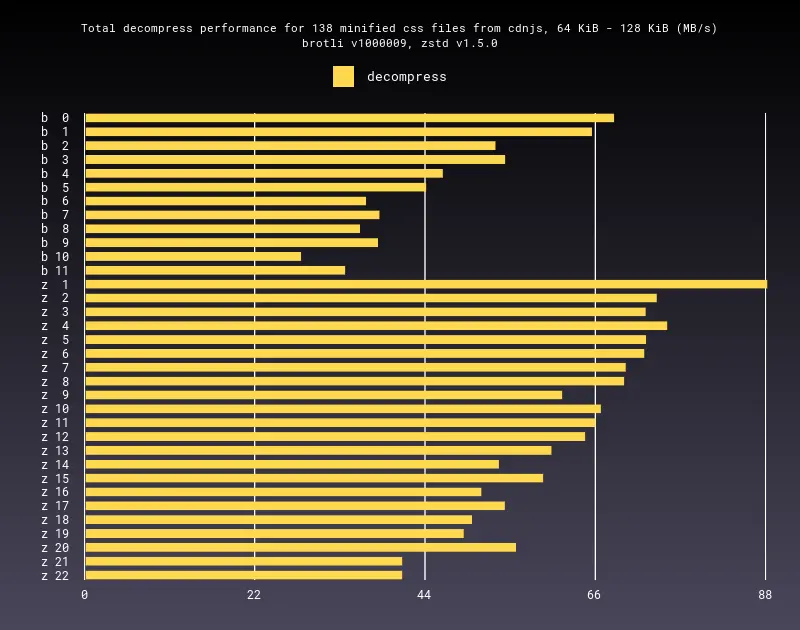 Total decompress performance for 138 minified css files from cdnjs, 64 KiB - 128 KiB (MB/s)
brotli v1000009, zstd v1.5.0
decompress
b 0
b 1
b 2
b 3
b 4
b 5
b 6
b 7
b 8
b 9
b 10
b 11
z 1
z 2
z 3
z 4
z 5
z 6
z 7
z 8
z 9
z 10
z 11
z 12
z 13
z 14
z 15
z 16
z 17
z 18
z 19
z 20
z 21
z 22
0 22 44 66 88